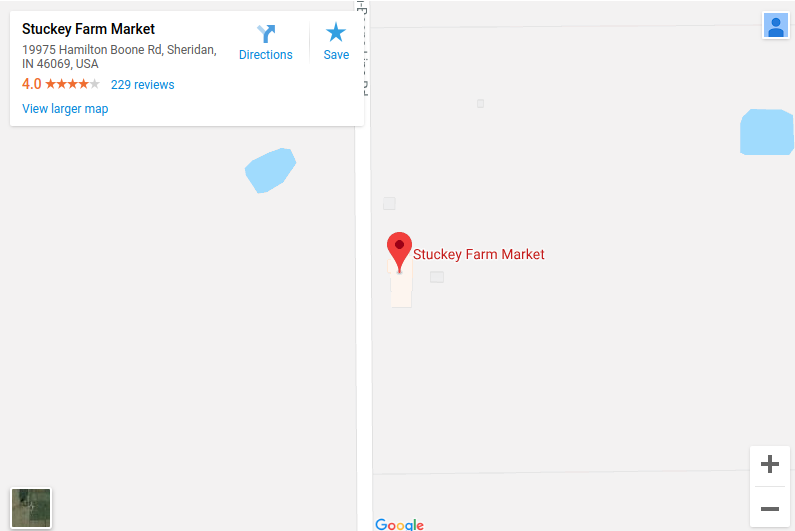 Stuckey Farm Market
19975 Hamilton Boone Rd, Sheridan,
IN 46069, USA
4.0
229 reviews
View larger map
Directions
Save
Stuckey Farm Market
Google